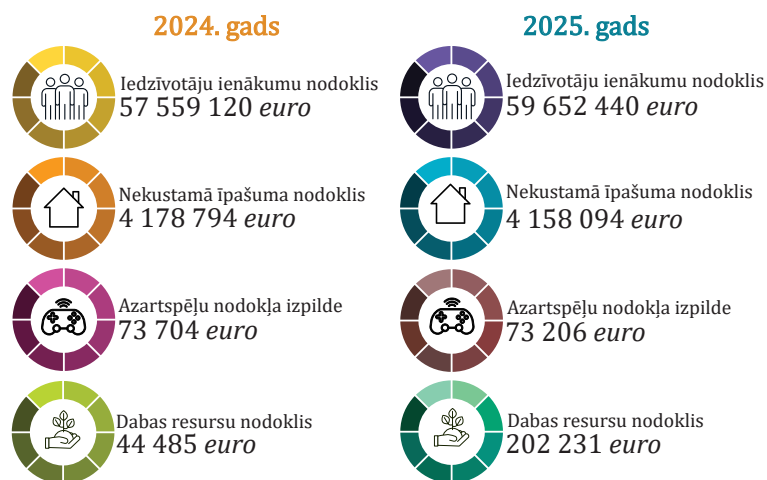 2024. gads
Iedzīvotāju ienākumu nodoklis
57 559 120 euro
Nekustamā īpašuma nodoklis
4 178 794 euro
Azartspēļu nodokļa izpilde
73 704 euro
Dabas resursu nodoklis
44 485 euro
2025. gads
Iedzīvotāju ienākumu nodoklis
59 652 440 euro
Nekustamā īpašuma nodoklis
4 158 094 euro
Azartspēļu nodokļa izpilde
73 206 euro
Dabas resursu nodoklis
202 231 euro